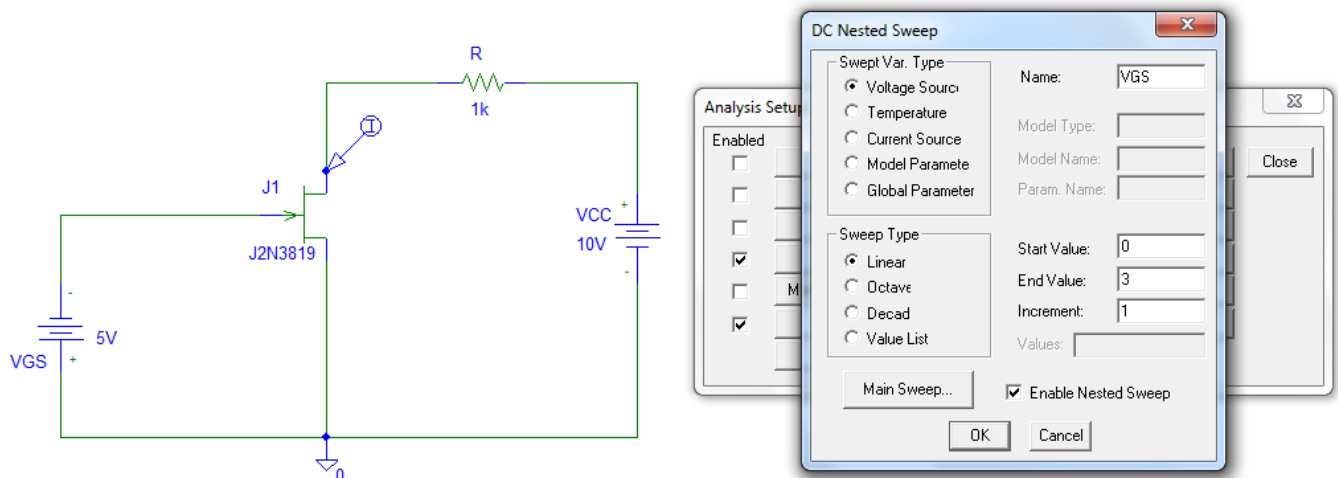 R
1k
I
J1
J2N3819
VCC
+
10V
-
-
5V
VGS
+
0
DC Nested Sweep
Swept Var. Type
Voltage Sourc
Temperature
Current Source
Model Paramete
Global Parameter
Name:
VGS
Model Type:
Model Name:
Param. Name:
Sweep Type
Linear
Octave
Decad
Value List
Start Value:
0
End Value:
3
Increment:
1
Values:
Main Sweep...
Enable Nested Sweep
OK
Cancel
Analysis Setup
Enabled
M
Close